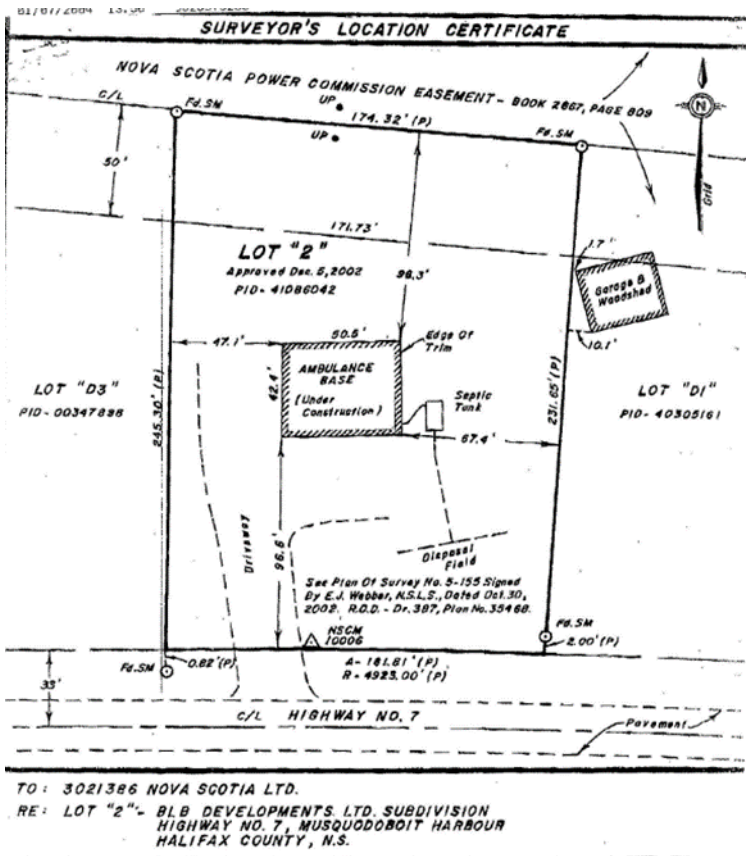 SURVEYOR'S LOCATION CERTIFICATE
NOVA SCOTIA POWER COMMISSION EASEMENT - BOOK 2867, PAGE 809
C/L
Fd. SM
UP
174.32' (P)
UP
Fd. SM
N
Grid
50'
171.73'
LOT "2"
Approved Dec. 5, 2002
PID - 41086042
96.3'
1.7'
Garage &
Woodshed
10.1'
47.1'
50.5'
Edge Of
Trim
AMBULANCE
BASE
(Under
Construction)
42.4'
Septic
Tank
67.4'
LOT "D3"
PID - 00347898
245.30' (P)
231.65' (P)
LOT "D1"
PID - 40305161
Driveway
96.6'
Disposal
Field
See Plan Of Survey No. 5-155 Signed
By E.J. Webber, N.S.L.S., Dated Oct. 30,
2002. R.O.D. - Dr. 387, Plan No. 35468.
NSCM
10006
Fd. SM
2.00' (P)
Fd. SM
0.82' (P)
A - 181.81' (P)
R - 4923.00' (P)
33'
C/L HIGHWAY NO. 7
Pavement
TO: 3021386 NOVA SCOTIA LTD.
RE: LOT "2" - BLB DEVELOPMENTS LTD. SUBDIVISION
HIGHWAY NO. 7, MUSQUODOBOIT HARBOUR
HALIFAX COUNTY, N.S.